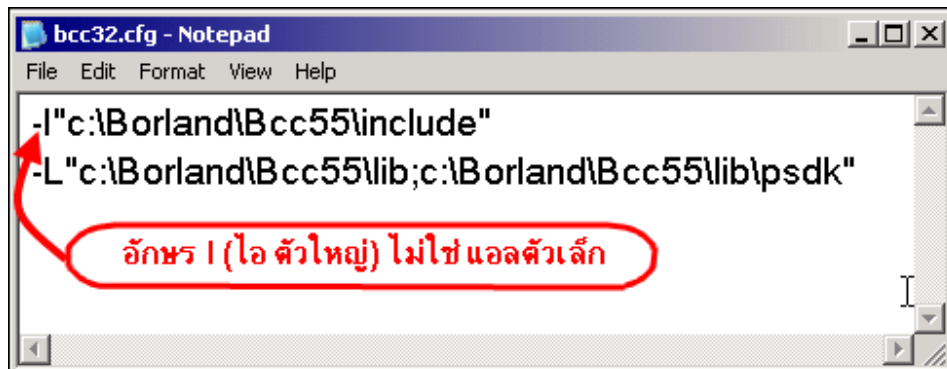 bcc32.cfg - Notepad
File Edit Format View Help
-I"c:\Borland\Bcc55\include"
-L"c:\Borland\Bcc55\lib;c:\Borland\Bcc55\lib\psdk"
อักษร I (ไอ ตัวใหญ่) ไม่ใช่ แอลตัวเล็ก